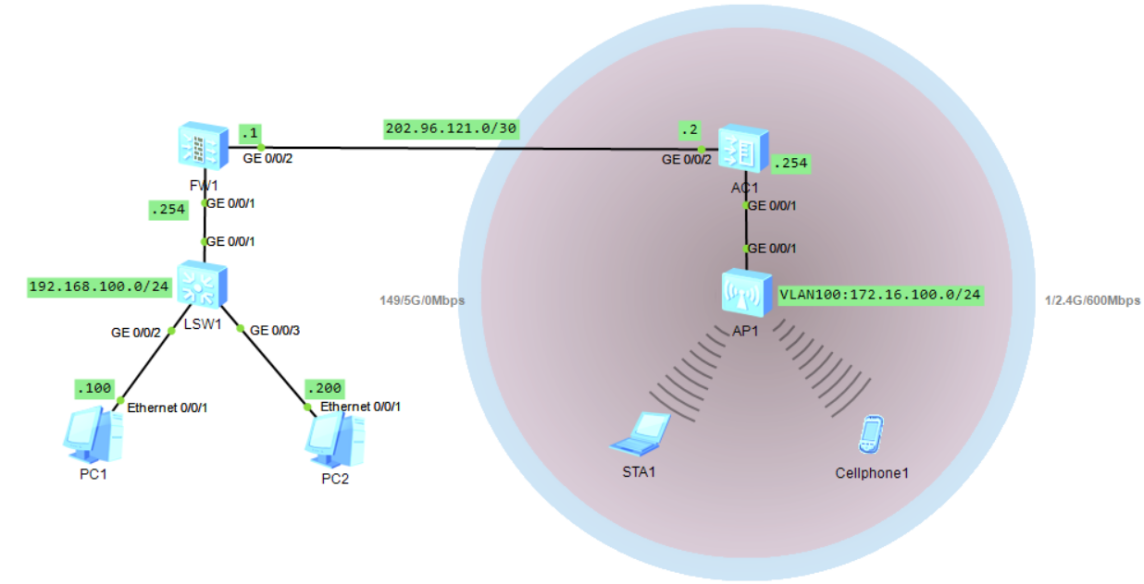 202.96.121.0/30
.1
.2
GE 0/0/2
GE 0/0/2
.254
FW1
AC1
GE 0/0/1
GE 0/0/1
.254
GE 0/0/1
GE 0/0/1
192.168.100.0/24
VLAN100:172.16.100.0/24
149/5G/0Mbps
1/2.4G/600Mbps
LSW1
AP1
GE 0/0/2
GE 0/0/3
.100
.200
Ethernet 0/0/1
Ethernet 0/0/1
PC1
PC2
STA1
Cellphone1